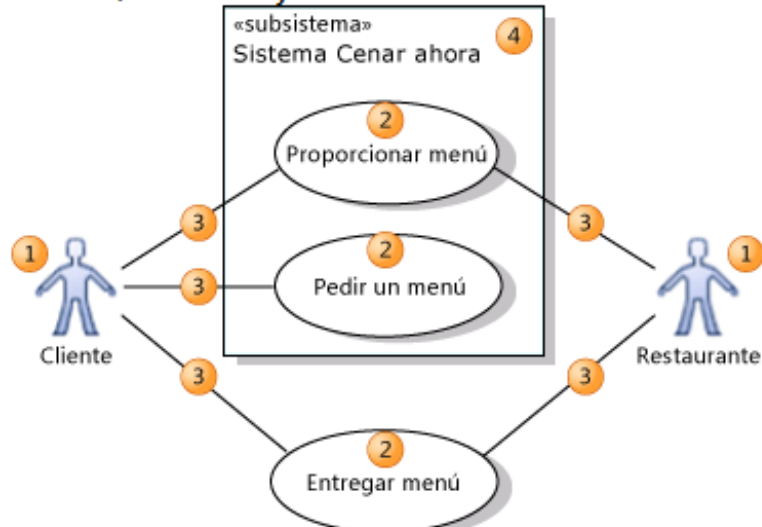 «subsistema»
4
Sistema Cenar ahora
2
Proporcionar menú
3
3
1
1
2
3
Pedir un menú
Cliente
Restaurante
3
3
2
Entregar menú